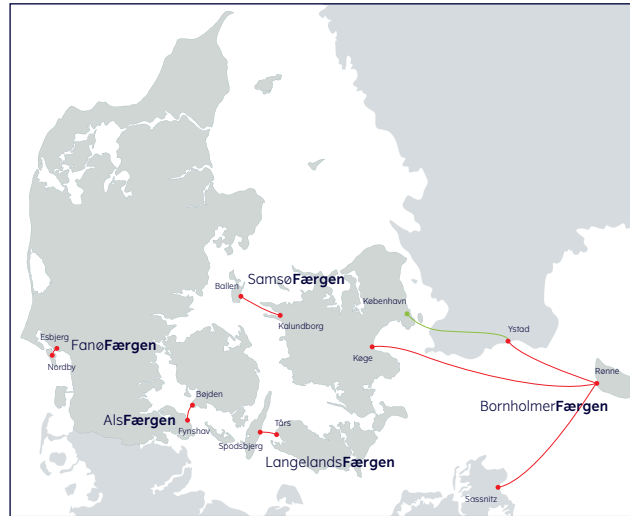 Ballen
SamsøFærgen
København
Kalundborg
Ystad
Esbjerg
FanøFærgen
Nordby
Køge
Rønne
Bøjden
BornholmerFærgen
AlsFærgen
Fynshav
Tårs
Spodsbjerg
LangelandsFærgen
Sassnitz